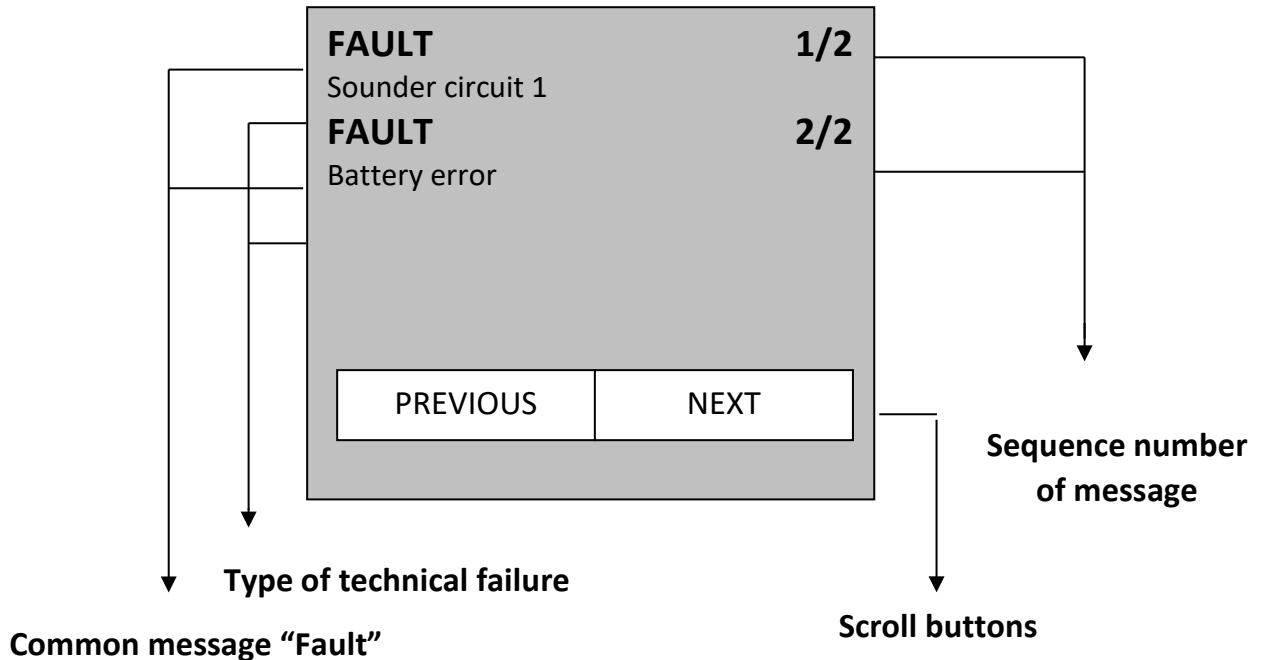 FAULT 1/2
Sounder circuit 1
FAULT 2/2
Battery error
PREVIOUS NEXT
Sequence number
of message
Type of technical failure
Scroll buttons
Common message “Fault”